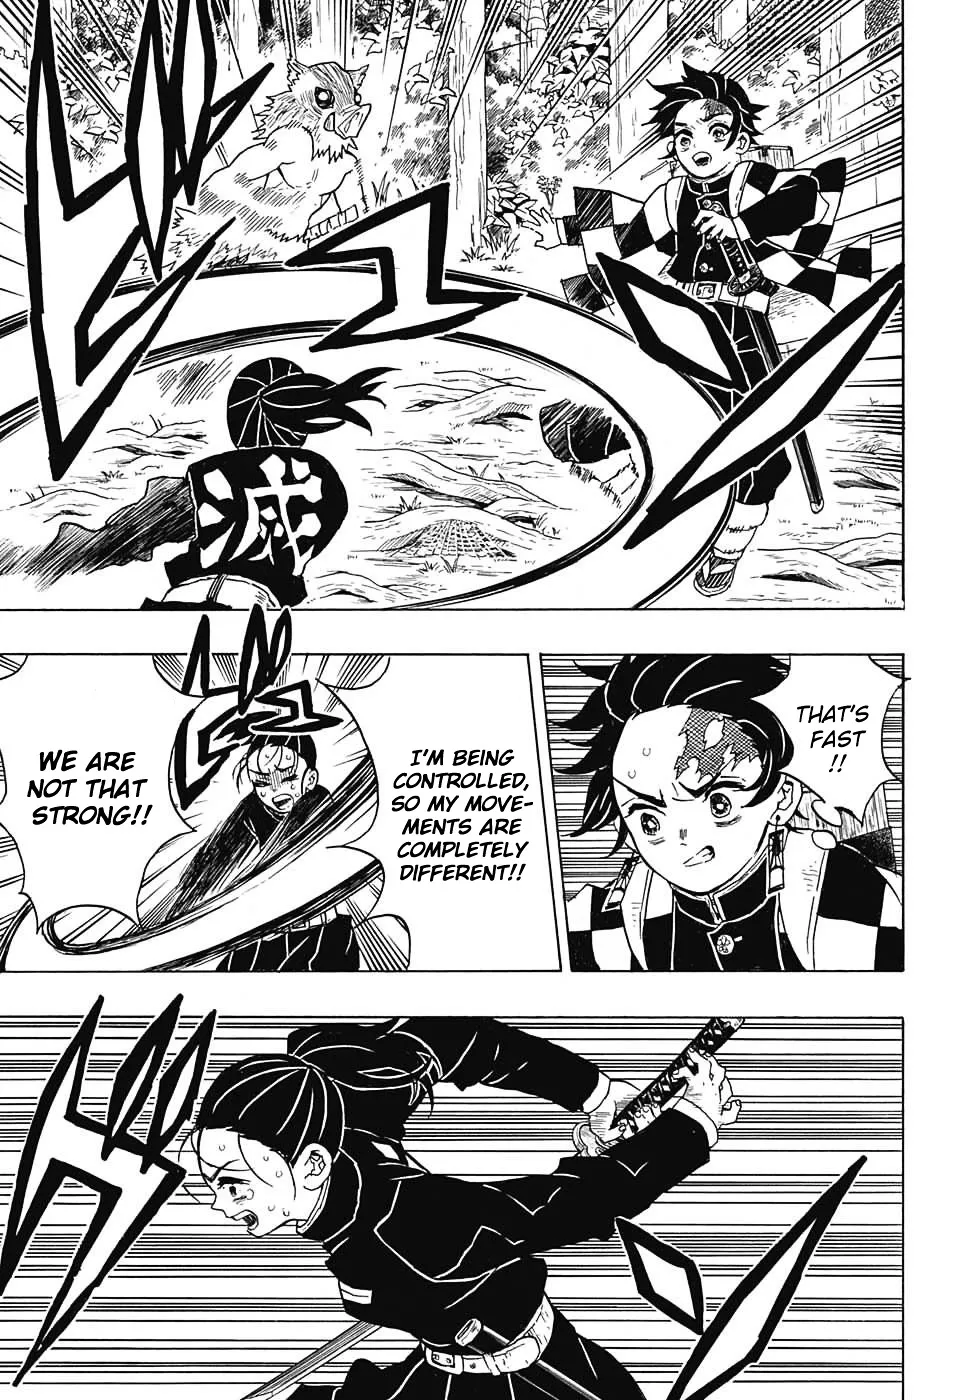 滅
THAT'S
FAST
!!
I'M BEING
CONTROLLED,
SO MY MOVE-
MENTS ARE
COMPLETELY
DIFFERENT!!
WE ARE
NOT THAT
STRONG!!